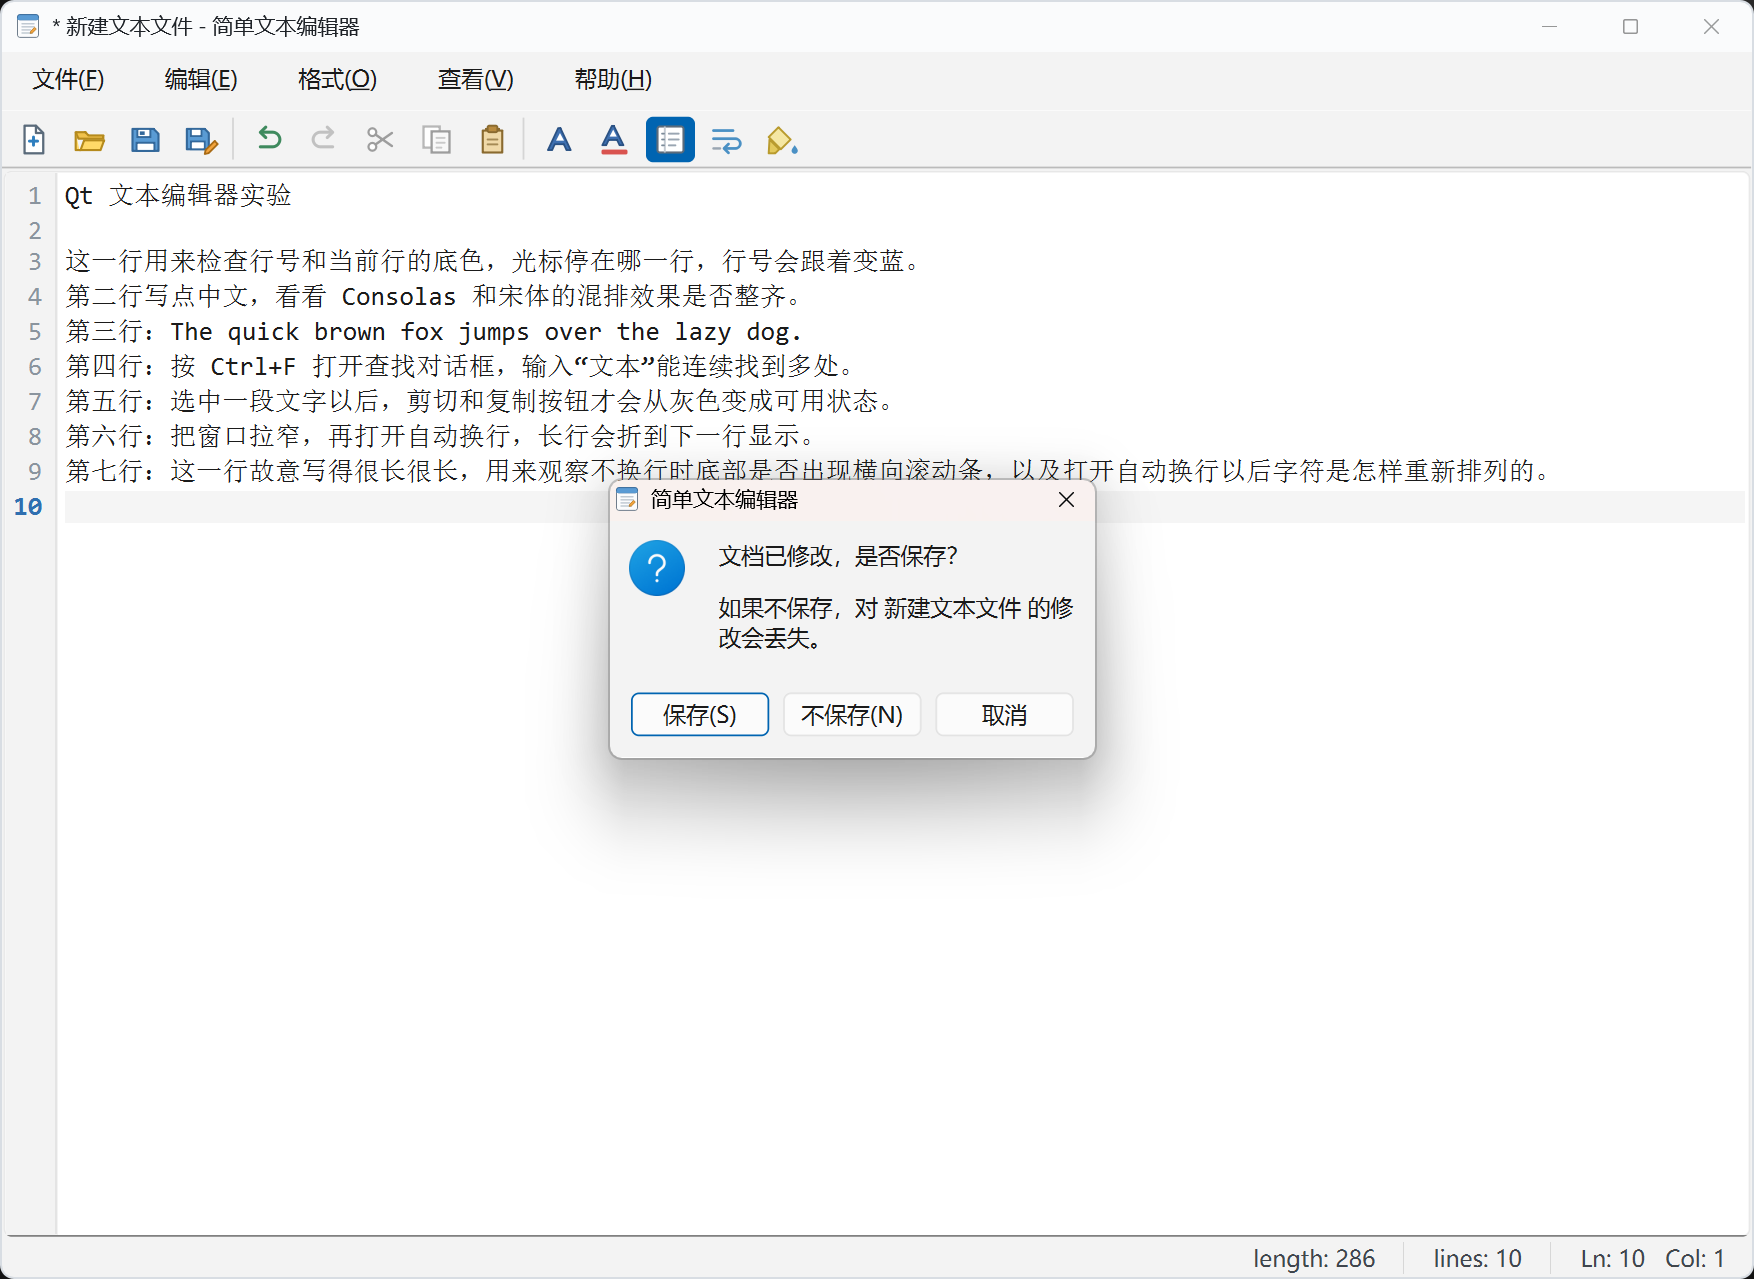 * 新建文本文件 - 简单文本编辑器
文件(F) 编辑(E) 格式(O) 查看(V) 帮助(H)
1 Qt 文本编辑器实验
2
3 这一行用来检查行号和当前行的底色，光标停在哪一行，行号会跟着变蓝。
4 第二行写点中文，看看 Consolas 和宋体的混排效果是否整齐。
5 第三行：The quick brown fox jumps over the lazy dog.
6 第四行：按 Ctrl+F 打开查找对话框，输入“文本”能连续找到多处。
7 第五行：选中一段文字以后，剪切和复制按钮才会从灰色变成可用状态。
8 第六行：把窗口拉窄，再打开自动换行，长行会折到下一行显示。
9 第七行：这一行故意写得很长很长，用来观察不换行时底部是否出现横向滚动条，以及打开自动换行以后字符是怎样重新排列的。
10
简单文本编辑器
文档已修改，是否保存？
如果不保存，对 新建文本文件 的修
改会丢失。
保存(S) 不保存(N) 取消
length: 286 lines: 10 Ln: 10 Col: 1